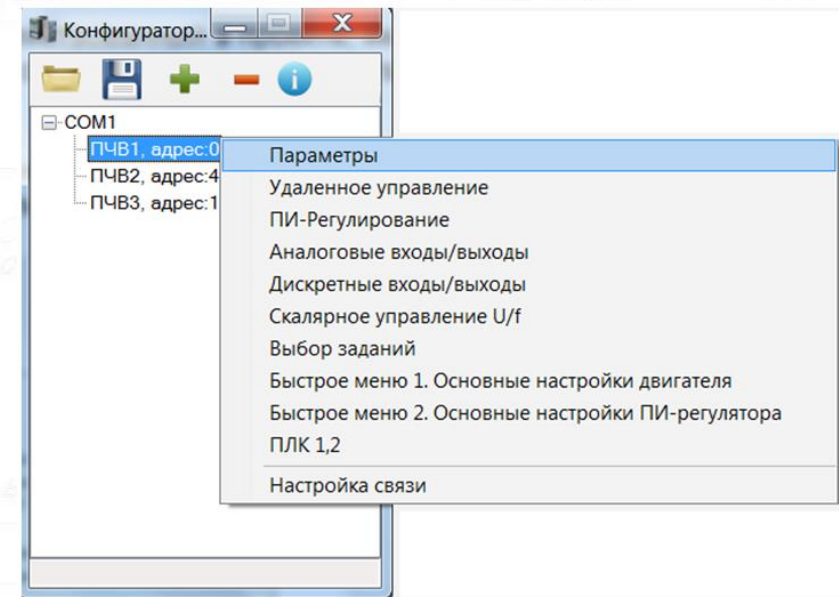 Конфигуратор...
COM1
ПЧВ1, адрес:0
ПЧВ2, адрес:4
ПЧВ3, адрес:1
Параметры
Удаленное управление
ПИ-Регулирование
Аналоговые входы/выходы
Дискретные входы/выходы
Скалярное управление U/f
Выбор заданий
Быстрое меню 1. Основные настройки двигателя
Быстрое меню 2. Основные настройки ПИ-регулятора
ПЛК 1,2
Настройка связи